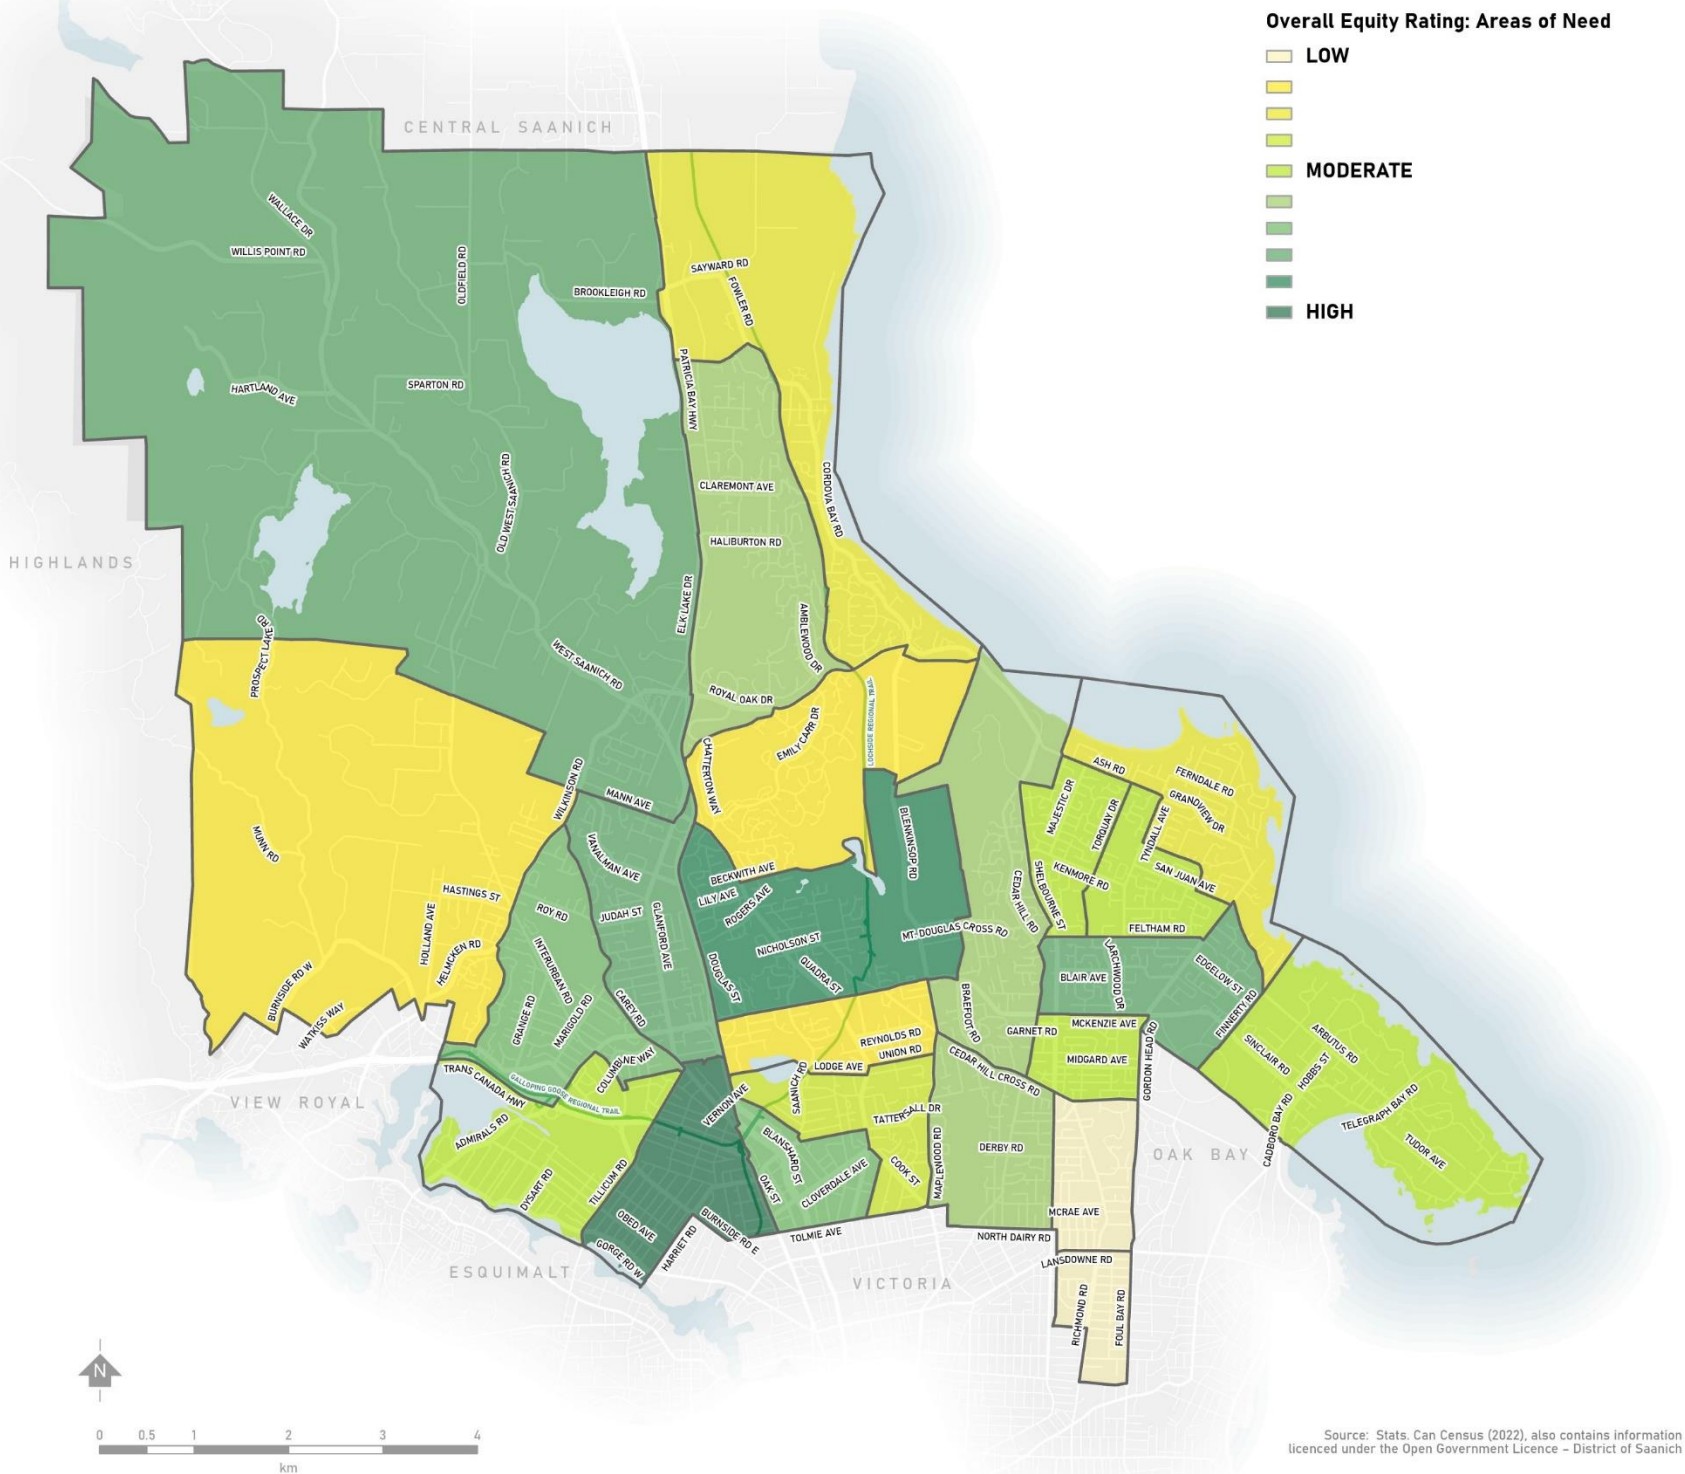 Overall Equity Rating: Areas of Need
LOW
MODERATE
HIGH
CENTRAL SAANICH
WALLACE DR
WILLIS POINT RD
OLDFIELD RD
BROOKLEIGH RD
SAYWARD RD
FOWLER RD
PATRICIA BAY HWY
HARTLAND AVE
SPARTON RD
OLD WEST SAANICH RD
CLAREMONT AVE
CORDOVA BAY RD
HALIBURTON RD
HIGHLANDS
ELK LAKE DR
AMBLEWOOD DR
PROSPECT LAKE RD
WEST SAANICH RD
ROYAL OAK DR
LOCHSIDE REGIONAL TRAIL
EMILY CARR DR
CHATTERTON WAY
WILKINSON RD
MANN AVE
ASH RD
FERNDALE RD
GRANDVIEW DR
MAJESTIC DR
TORQUAY DR
TYNDALL AVE
MUNN RD
VANALMAN AVE
BLENKINSOP RD
BECKWITH AVE
LILY AVE
ROGERS AVE
KENMORE RD
SAN JUAN AVE
SHELBOURNE ST
CEDAR HILL RD
HASTINGS ST
HOLLAND AVE
HELMCKEN RD
ROY RD
JUDAH ST
GLANFORD AVE
NICHOLSON ST
MT. DOUGLAS CROSS RD
FELTHAM RD
INTERURBAN RD
DOUGLAS ST
QUADRA ST
BLAIR AVE
LARCHWOOD DR
EDGELOW ST
BURNSIDE RD W
WATKISS WAY
GRANGE RD
MARIGOLD RD
CAREY RD
BRAEFOOT RD
FINNERTY RD
REYNOLDS RD
UNION RD
GARNET RD
MCKENZIE AVE
MIDGARD AVE
GORDON HEAD RD
SINCLAIR RD
ARBUTUS RD
HOBBS ST
COLUMBINE WAY
LODGE AVE
SAANICH RD
CEDAR HILL CROSS RD
TRANS CANADA HWY
GALLOPING GOOSE REGIONAL TRAIL
VERNON AVE
TATTERSALL DR
CADBORO BAY RD
TELEGRAPH BAY RD
TUDOR AVE
VIEW ROYAL
ADMIRALS RD
BLANSHARD ST
COOK ST
MAPLEWOOD RD
DERBY RD
OAK BAY
DYSART RD
TILLICUM RD
OAK ST
CLOVERDALE AVE
OBED AVE
BURNSIDE RD E
HARRIET RD
GORGE RD W
TOLMIE AVE
MCRAE AVE
NORTH DAIRY RD
LANSDOWNE RD
ESQUIMALT
VICTORIA
RICHMOND RD
FOUL BAY RD
N
0 0.5 1 2 3 4
km
Source: Stats. Can Census (2022), also contains information
licenced under the Open Government Licence – District of Saanich